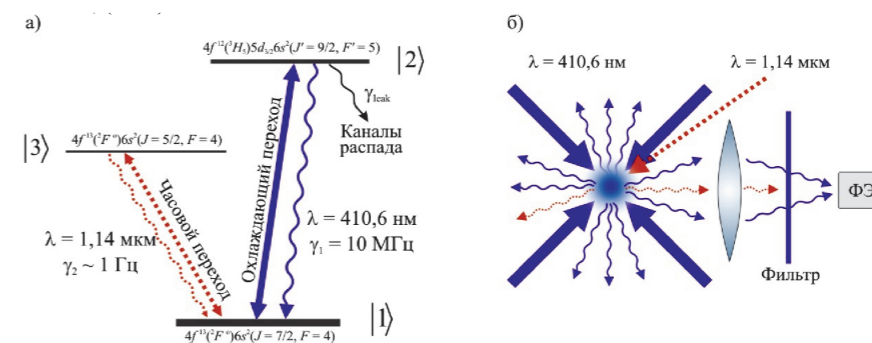 а)
4f¹²(³H₅)5d₅/₂6s²(J' = 9/2, F' = 5)
|2⟩
γleak
Каналы
распада
4f¹³(²F°)6s²(J = 5/2, F = 4)
|3⟩
Часовой переход
Охлаждающий переход
λ = 1,14 мкм
γ₂ ~ 1 Гц
λ = 410,6 нм
γ₁ = 10 МГц
|1⟩
4f¹³(²F°)6s²(J = 7/2, F = 4)
б)
λ = 410,6 нм
λ = 1,14 мкм
ФЭ
Фильтр